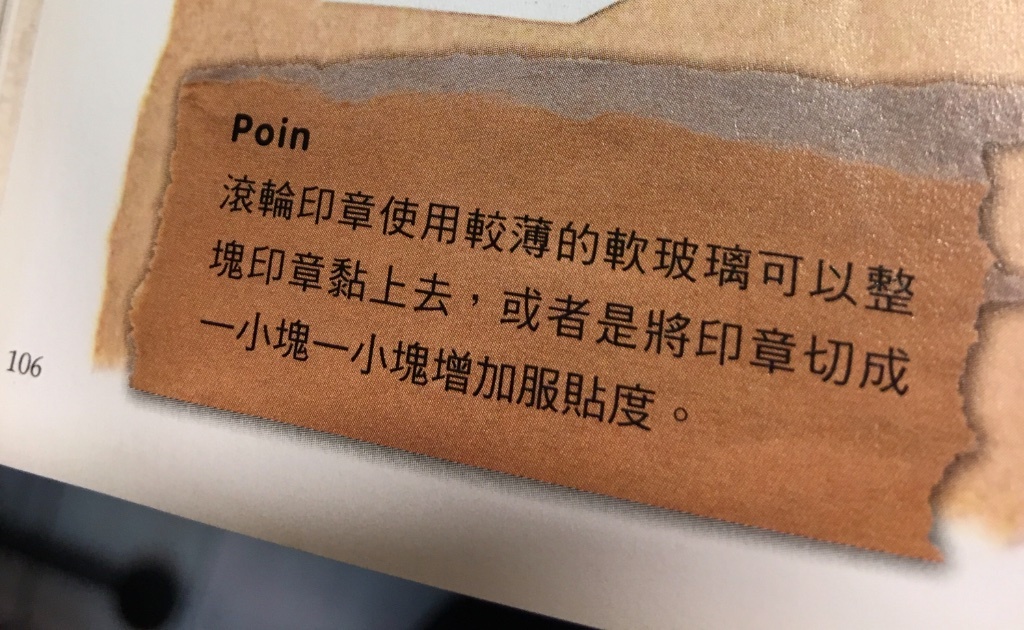 Poin
滾輪印章使用較薄的軟玻璃可以整
塊印章黏上去，或者是將印章切成
一小塊一小塊增加服貼度。
106